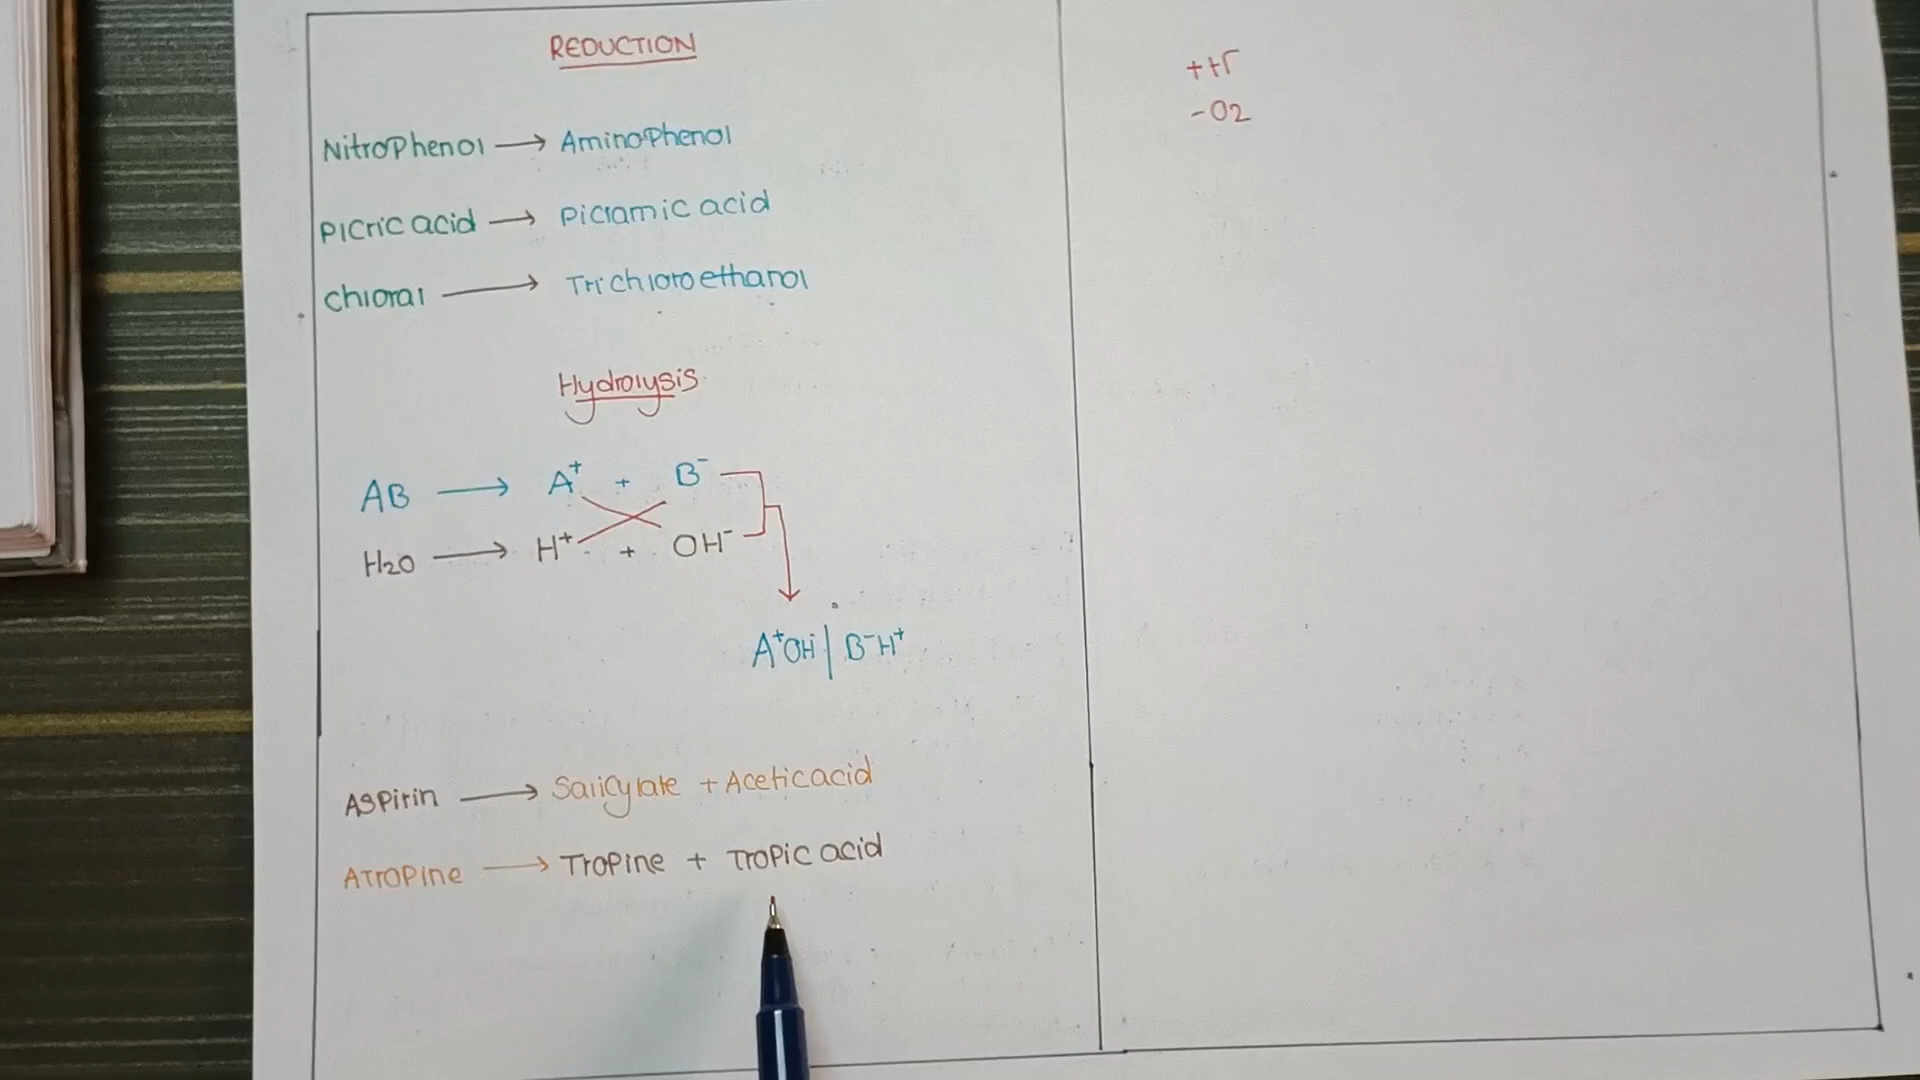 REDUCTION
Nitrophenol → Aminophenol
Picric acid → Picramic acid
Chloral → Trichloroethanol
Hydrolysis
AB → A⁺ + B⁻
H₂O → H⁺ + OH⁻
A⁺OH | B⁻H⁺
Aspirin → Salicylate + Acetic acid
Atropine → Tropine + Tropic acid
-O2